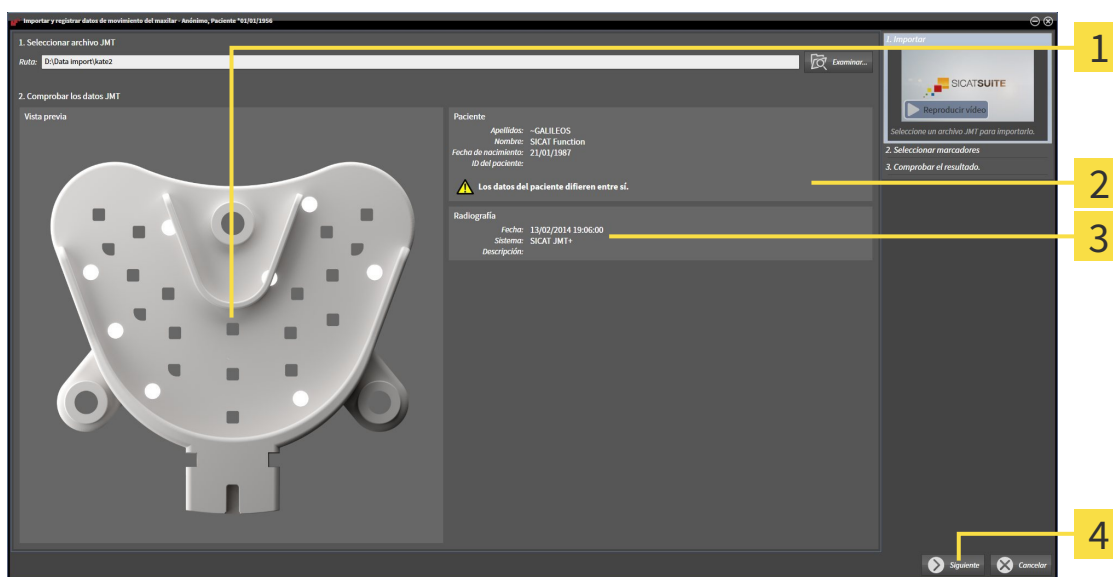 Importar y registrar datos de movimiento del maxilar - Anónimo, Paciente *01/01/1956
1. Seleccionar archivo JMT
Ruta: D:\Data import\kate2
Examinar...
2. Comprobar los datos JMT
Vista previa
Paciente
Apellidos: ~GALILEOS
Nombre: SICAT Function
Fecha de nacimiento: 21/01/1987
ID del paciente:
Los datos del paciente difieren entre sí.
Radiografía
Fecha: 13/02/2014 19:06:00
Sistema: SICAT JMT+
Descripción:
1. Importar
SICATSUITE
Reproducir vídeo
Seleccione un archivo JMT para importarlo.
2. Seleccionar marcadores
3. Comprobar el resultado.
Siguiente
Cancelar
1
2
3
4